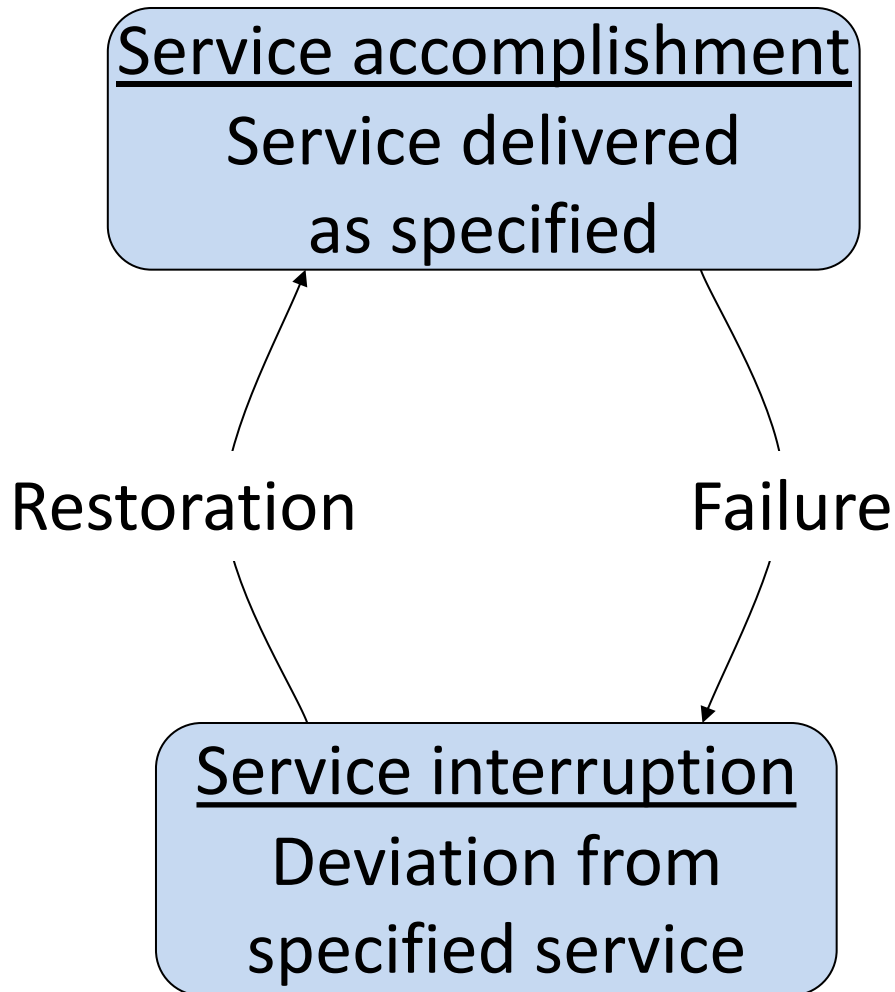 Service accomplishment
Service delivered
as specified
Restoration
Failure
Service interruption
Deviation from
specified service